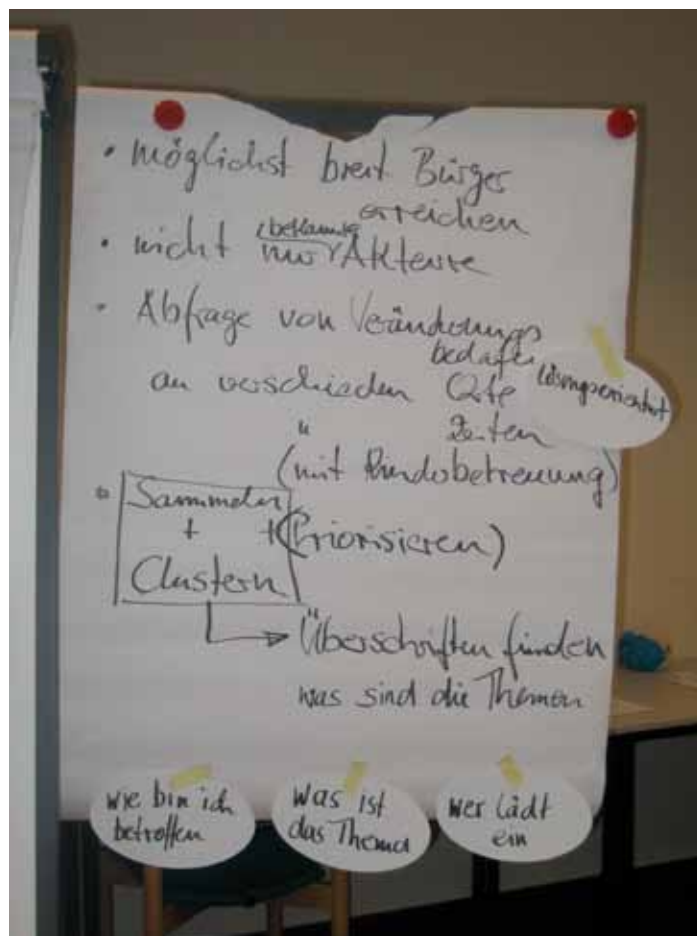 • möglichst breit Bürger
erreichen
(bekannte)
• nicht nur Akteure
• Abfrage von Veränderungs
bedarfen
an verschieden Orte
" Zeiten
(mit Kinderbetreuung)
lösungsorientiert
• Sammeln
+ + (Priorisieren)
Clustern
Überschriften finden
was sind die Themen
wie bin ich
betroffen
was ist
das Thema
wer lädt
ein